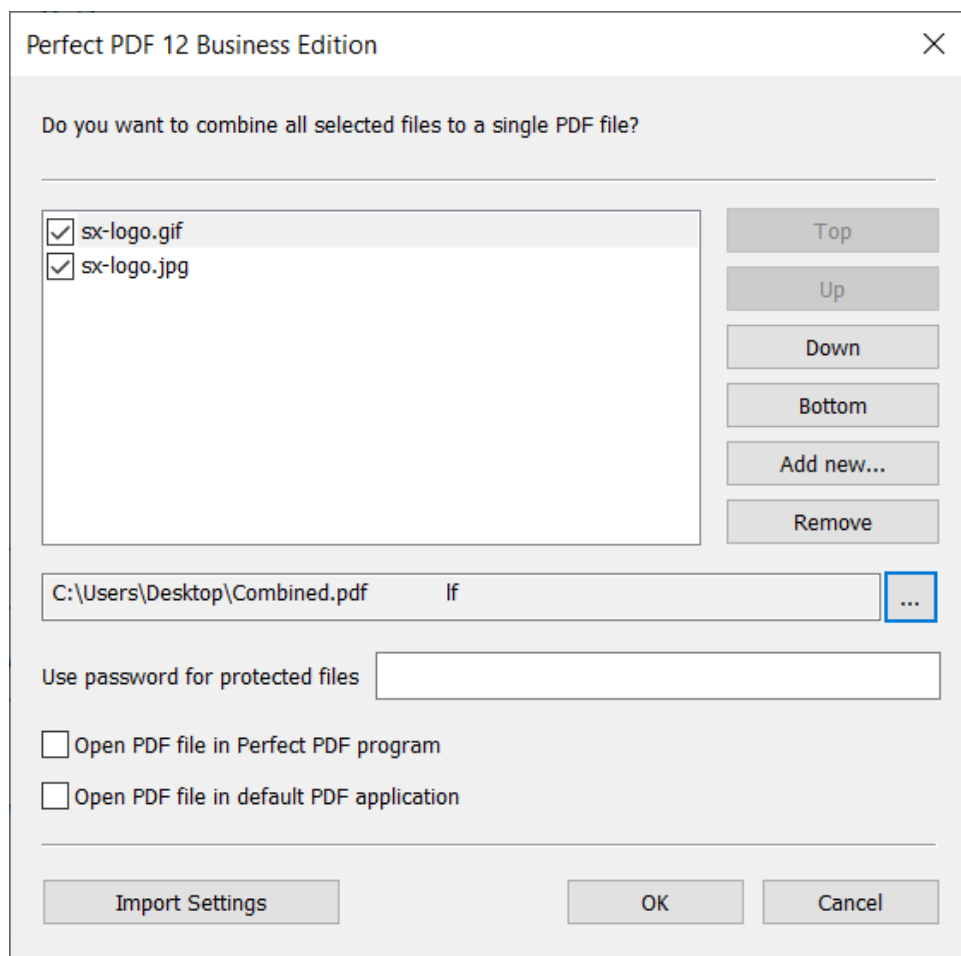 Perfect PDF 12 Business Edition
Do you want to combine all selected files to a single PDF file?
sx-logo.gif
sx-logo.jpg
Top
Up
Down
Bottom
Add new...
Remove
C:\Users\Desktop\Combined.pdf lf
...
Use password for protected files
Open PDF file in Perfect PDF program
Open PDF file in default PDF application
Import Settings
OK
Cancel